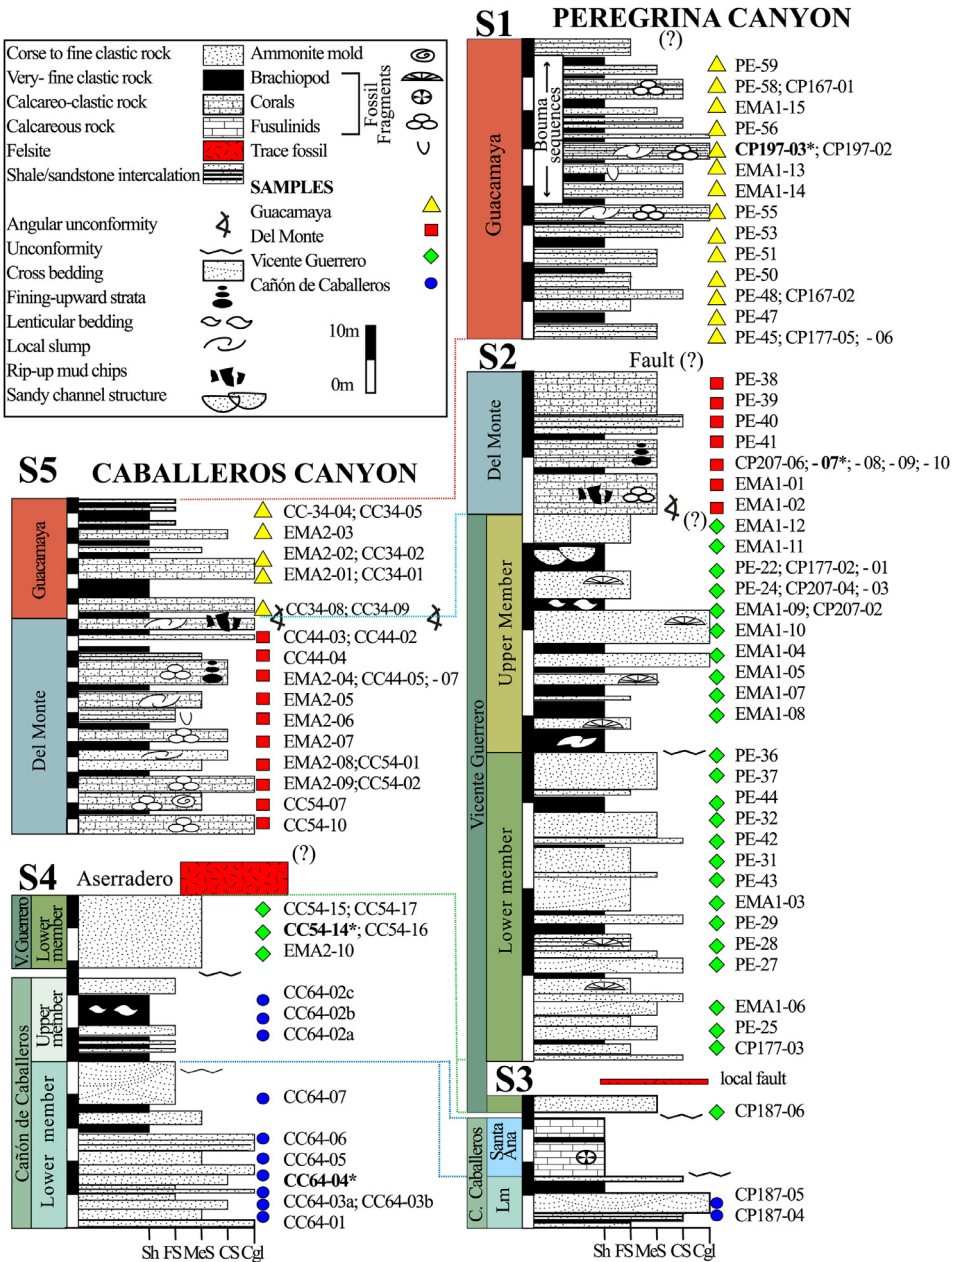 S1 PEREGRINA CANYON
(?)
Corse to fine clastic rock
Very- fine clastic rock
Calcareo-clastic rock
Calcareous rock
Felsite
Shale/sandstone intercalation
Angular unconformity
Unconformity
Cross bedding
Fining-upward strata
Lenticular bedding
Local slump
Rip-up mud chips
Sandy channel structure
Ammonite mold
Brachiopod
Corals
Fusulinids
Trace fossil
Fossil
Fragments
SAMPLES
Guacamaya
Del Monte
Vicente Guerrero
Cañón de Caballeros
10m
0m
Guacamaya
Bouma
sequences
PE-59
PE-58; CP167-01
EMA1-15
PE-56
CP197-03*; CP197-02
EMA1-13
EMA1-14
PE-55
PE-53
PE-51
PE-50
PE-48; CP167-02
PE-47
PE-45; CP177-05; - 06
S2
Fault (?)
Del Monte
PE-38
PE-39
PE-40
PE-41
CP207-06; - 07*; - 08; - 09; - 10
EMA1-01
EMA1-02
(?)
Vicente Guerrero
Upper Member
EMA1-12
EMA1-11
PE-22; CP177-02; - 01
PE-24; CP207-04; - 03
EMA1-09; CP207-02
EMA1-10
EMA1-04
EMA1-05
EMA1-07
EMA1-08
Lower member
PE-36
PE-37
PE-44
PE-32
PE-42
PE-31
PE-43
EMA1-03
PE-29
PE-28
PE-27
EMA1-06
PE-25
CP177-03
S3
local fault
CP187-06
C. Caballeros
Santa
Ana
Lm
CP187-05
CP187-04
Sh FS MeS CS Cgl
S5 CABALLEROS CANYON
Guacamaya
CC-34-04; CC34-05
EMA2-03
EMA2-02; CC34-02
EMA2-01; CC34-01
CC34-08; CC34-09
Del Monte
CC44-03; CC44-02
CC44-04
EMA2-04; CC44-05; - 07
EMA2-05
EMA2-06
EMA2-07
EMA2-08;CC54-01
EMA2-09;CC54-02
CC54-07
CC54-10
S4 Aserradero
(?)
V. Guerrero
Lower
member
CC54-15; CC54-17
CC54-14*; CC54-16
EMA2-10
Cañón de Caballeros
Upper
member
CC64-02c
CC64-02b
CC64-02a
Lower member
CC64-07
CC64-06
CC64-05
CC64-04*
CC64-03a; CC64-03b
CC64-01
Sh FS MeS CS Cgl